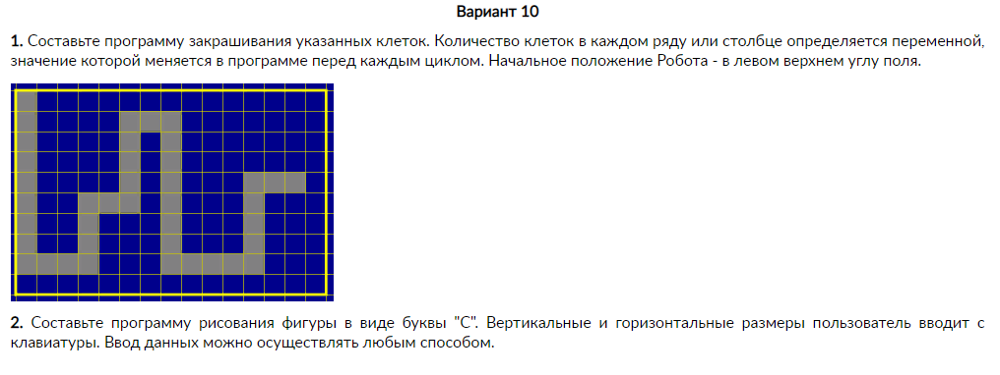 Вариант 10
1. Составьте программу закрашивания указанных клеток. Количество клеток в каждом ряду или столбце определяется переменной,
значение которой меняется в программе перед каждым циклом. Начальное положение Робота - в левом верхнем углу поля.
2. Составьте программу рисования фигуры в виде буквы "С". Вертикальные и горизонтальные размеры пользователь вводит с
клавиатуры. Ввод данных можно осуществлять любым способом.